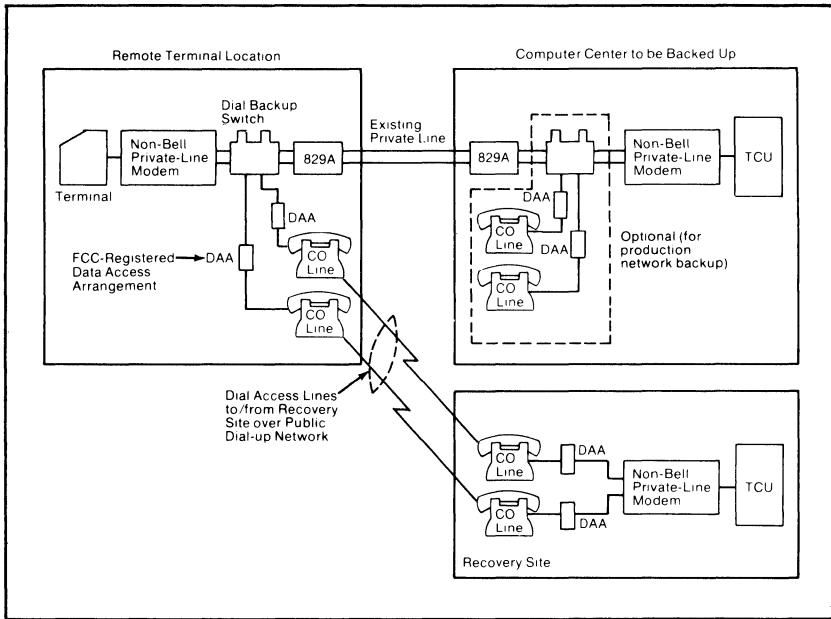 Remote Terminal Location
Computer Center to be Backed Up
Dial Backup
Switch
Non-Bell
Private-Line
Modem
829A
Existing
Private Line
829A
Non-Bell
Private-Line
Modem
TCU
Terminal
DAA
CO
Line
FCC-Registered
Data Access
Arrangement
DAA
CO
Line
DAA
CO
Line
DAA
CO
Line
Optional (for
production
network backup)
Dial Access Lines
to/from Recovery
Site over Public
Dial-up Network
CO
Line
DAA
Non-Bell
Private-Line
Modem
TCU
CO
Line
DAA
Recovery Site